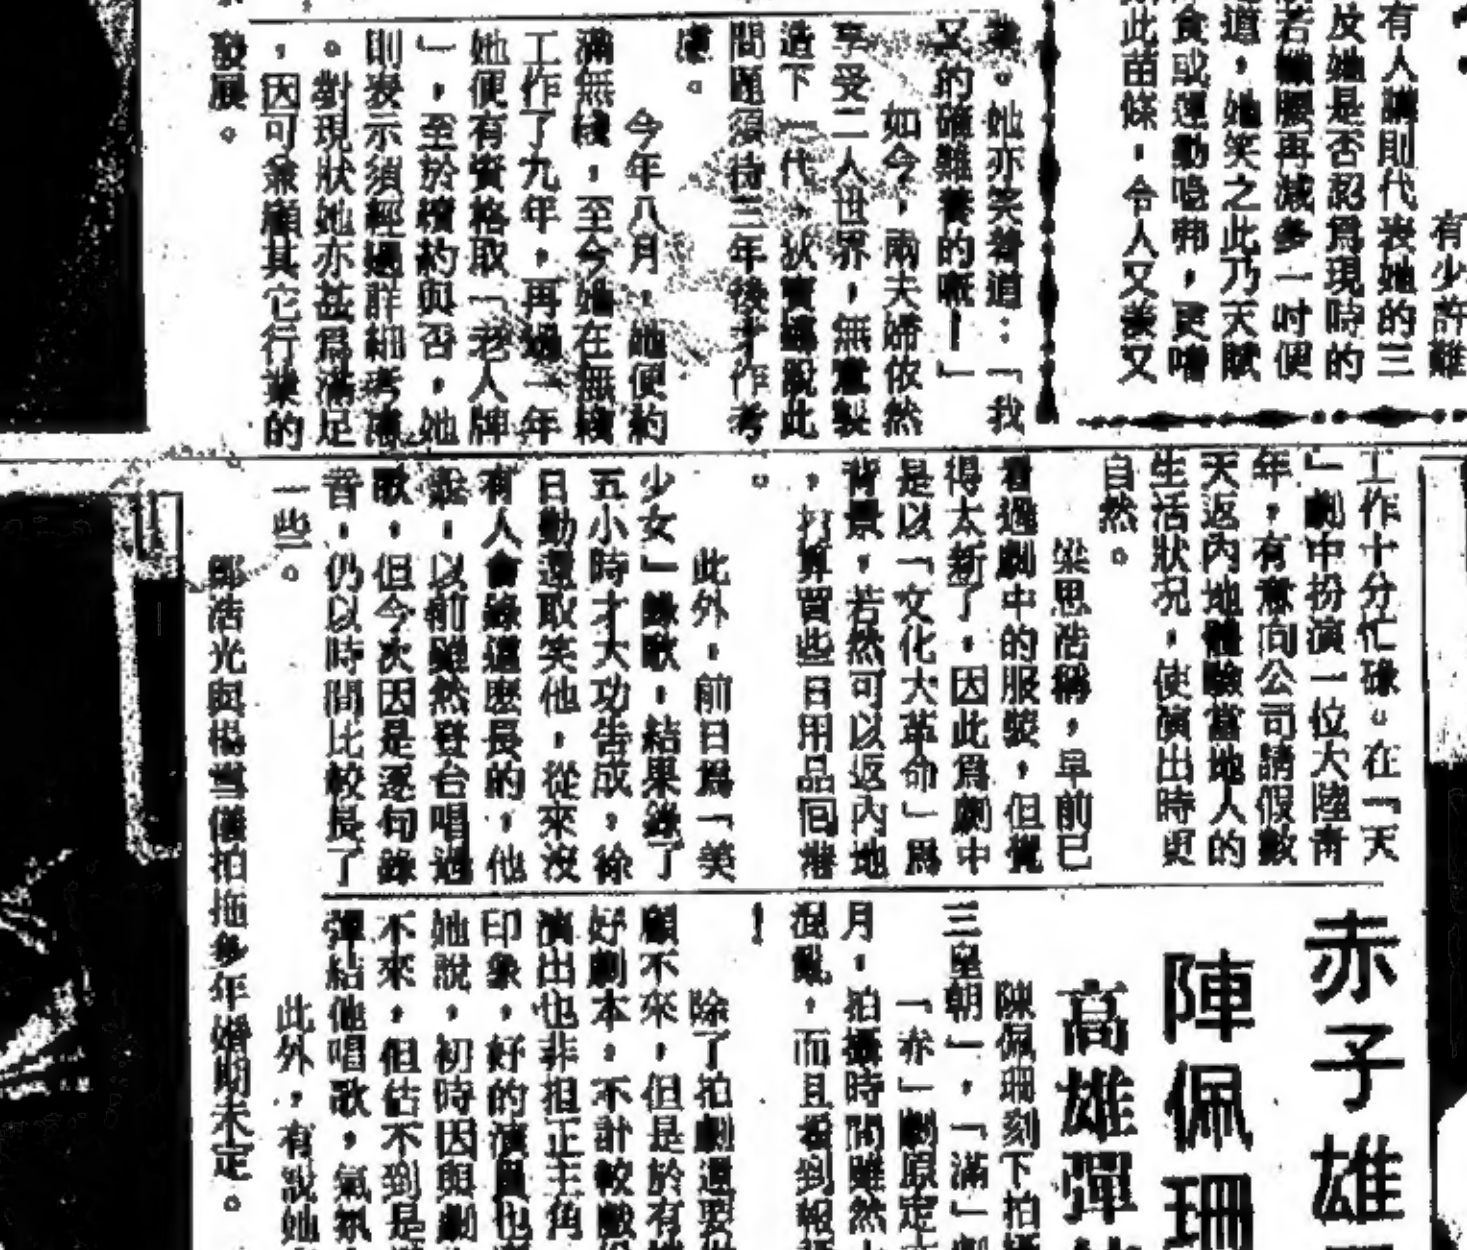 有少許難
有人講則代表她的三
及她是否認爲現時的
若纖腰再減多一吋便
道，她笑之此乃天賦
食或運動唔郁，更嚐
此苗條，令人又羨又
。她亦笑着道：「我
又的確難養的嘅！」
如今，兩夫婦依然
享受二人世界，無意製
造下一代。狄寶娜說此
問題須待三年後才作考
慮。
今年八月，她便約
滿無綫，至今她在無綫
工作了九年，再過一年
她便有資格取「老人牌
」，至於續約與否，她
則表示須經過詳細考慮
。對現狀她亦甚爲滿足
，因可兼顧其它行業的
發展。
工作十分忙碌。在「天
」劇中扮演一位大陸青
年，有意向公司請假數
天返內地體驗當地人的
生活狀況，使演出時更
自然。
梁思浩稱，早前已
看過劇中的服裝，但覺
得太新了，因此爲劇中
是以「文化大革命」爲
背景，若然可以返內地
，打算買些日用品回港
。
此外，前日爲「美
少女」錄歌，結果錄了
五小時才大功告成，徐
日勤還取笑他，從來沒
有人會錄這麼長的，他
說，以前雖然登台唱過
歌，但今次因是逐句錄
音，仍以時間比較長了
一些。
鄭浩光與楊雪儀拍拖多年婚期未定。
赤子雄
陳佩珊
高雄彈
陳佩珊刻下拍
三皇朝」，「滿」劇
「赤」劇原定
月，拍攝時間雖然
混亂，而且看到報
！
除了拍劇還要
顧不來，但是於有
好劇本，不計較戲
演出也非担正主角
印象，好的演員也
她說，初時因與劇
不來，但估不到是
彈結他唱歌，氣氛
此外，有說她